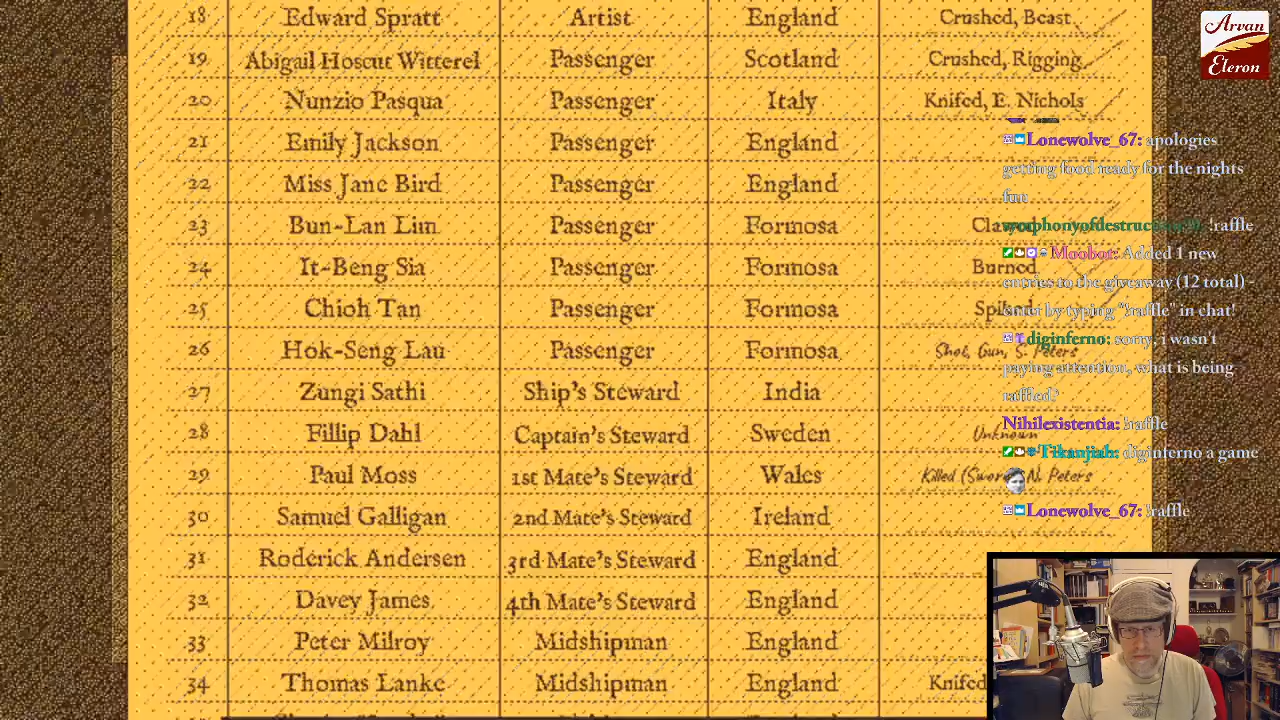 18 Edward Spratt Artist England Crushed, Beast
19 Abigail Hoscut Witterel Passenger Scotland Crushed, Rigging
20 Nunzio Pasqua Passenger Italy Knifed, E. Nichols
21 Emily Jackson Passenger England
22 Miss Jane Bird Passenger England
23 Bun-Lan Lim Passenger Formosa
24 It-Beng Sia Passenger Formosa Burned
25 Chioh Tan Passenger Formosa
26 Hok-Seng Lau Passenger Formosa Shot, Gun, S. Peters
27 Zungi Sathi Ship's Steward India
28 Fillip Dahl Captain's Steward Sweden Unknown
29 Paul Moss 1st Mate's Steward Wales Killed N. Peters
30 Samuel Galligan 2nd Mate's Steward Ireland
31 Roderick Andersen 3rd Mate's Steward England
32 Davey James 4th Mate's Steward England
33 Peter Milroy Midshipman England
34 Thomas Lanke Midshipman England Knifed
Arvan
Eleron
Lonewolve_67: apologies
getting food ready for the nights
fun
!raffle
Moobot: Added 1 new
entries to the giveaway (12 total) -
enter by typing "!raffle" in chat!
diginferno: sorry, i wasn't
paying attention, what is being
raffled?
Nihilexistentia: !raffle
Tikanjiah: diginferno a game
Lonewolve_67: !raffle